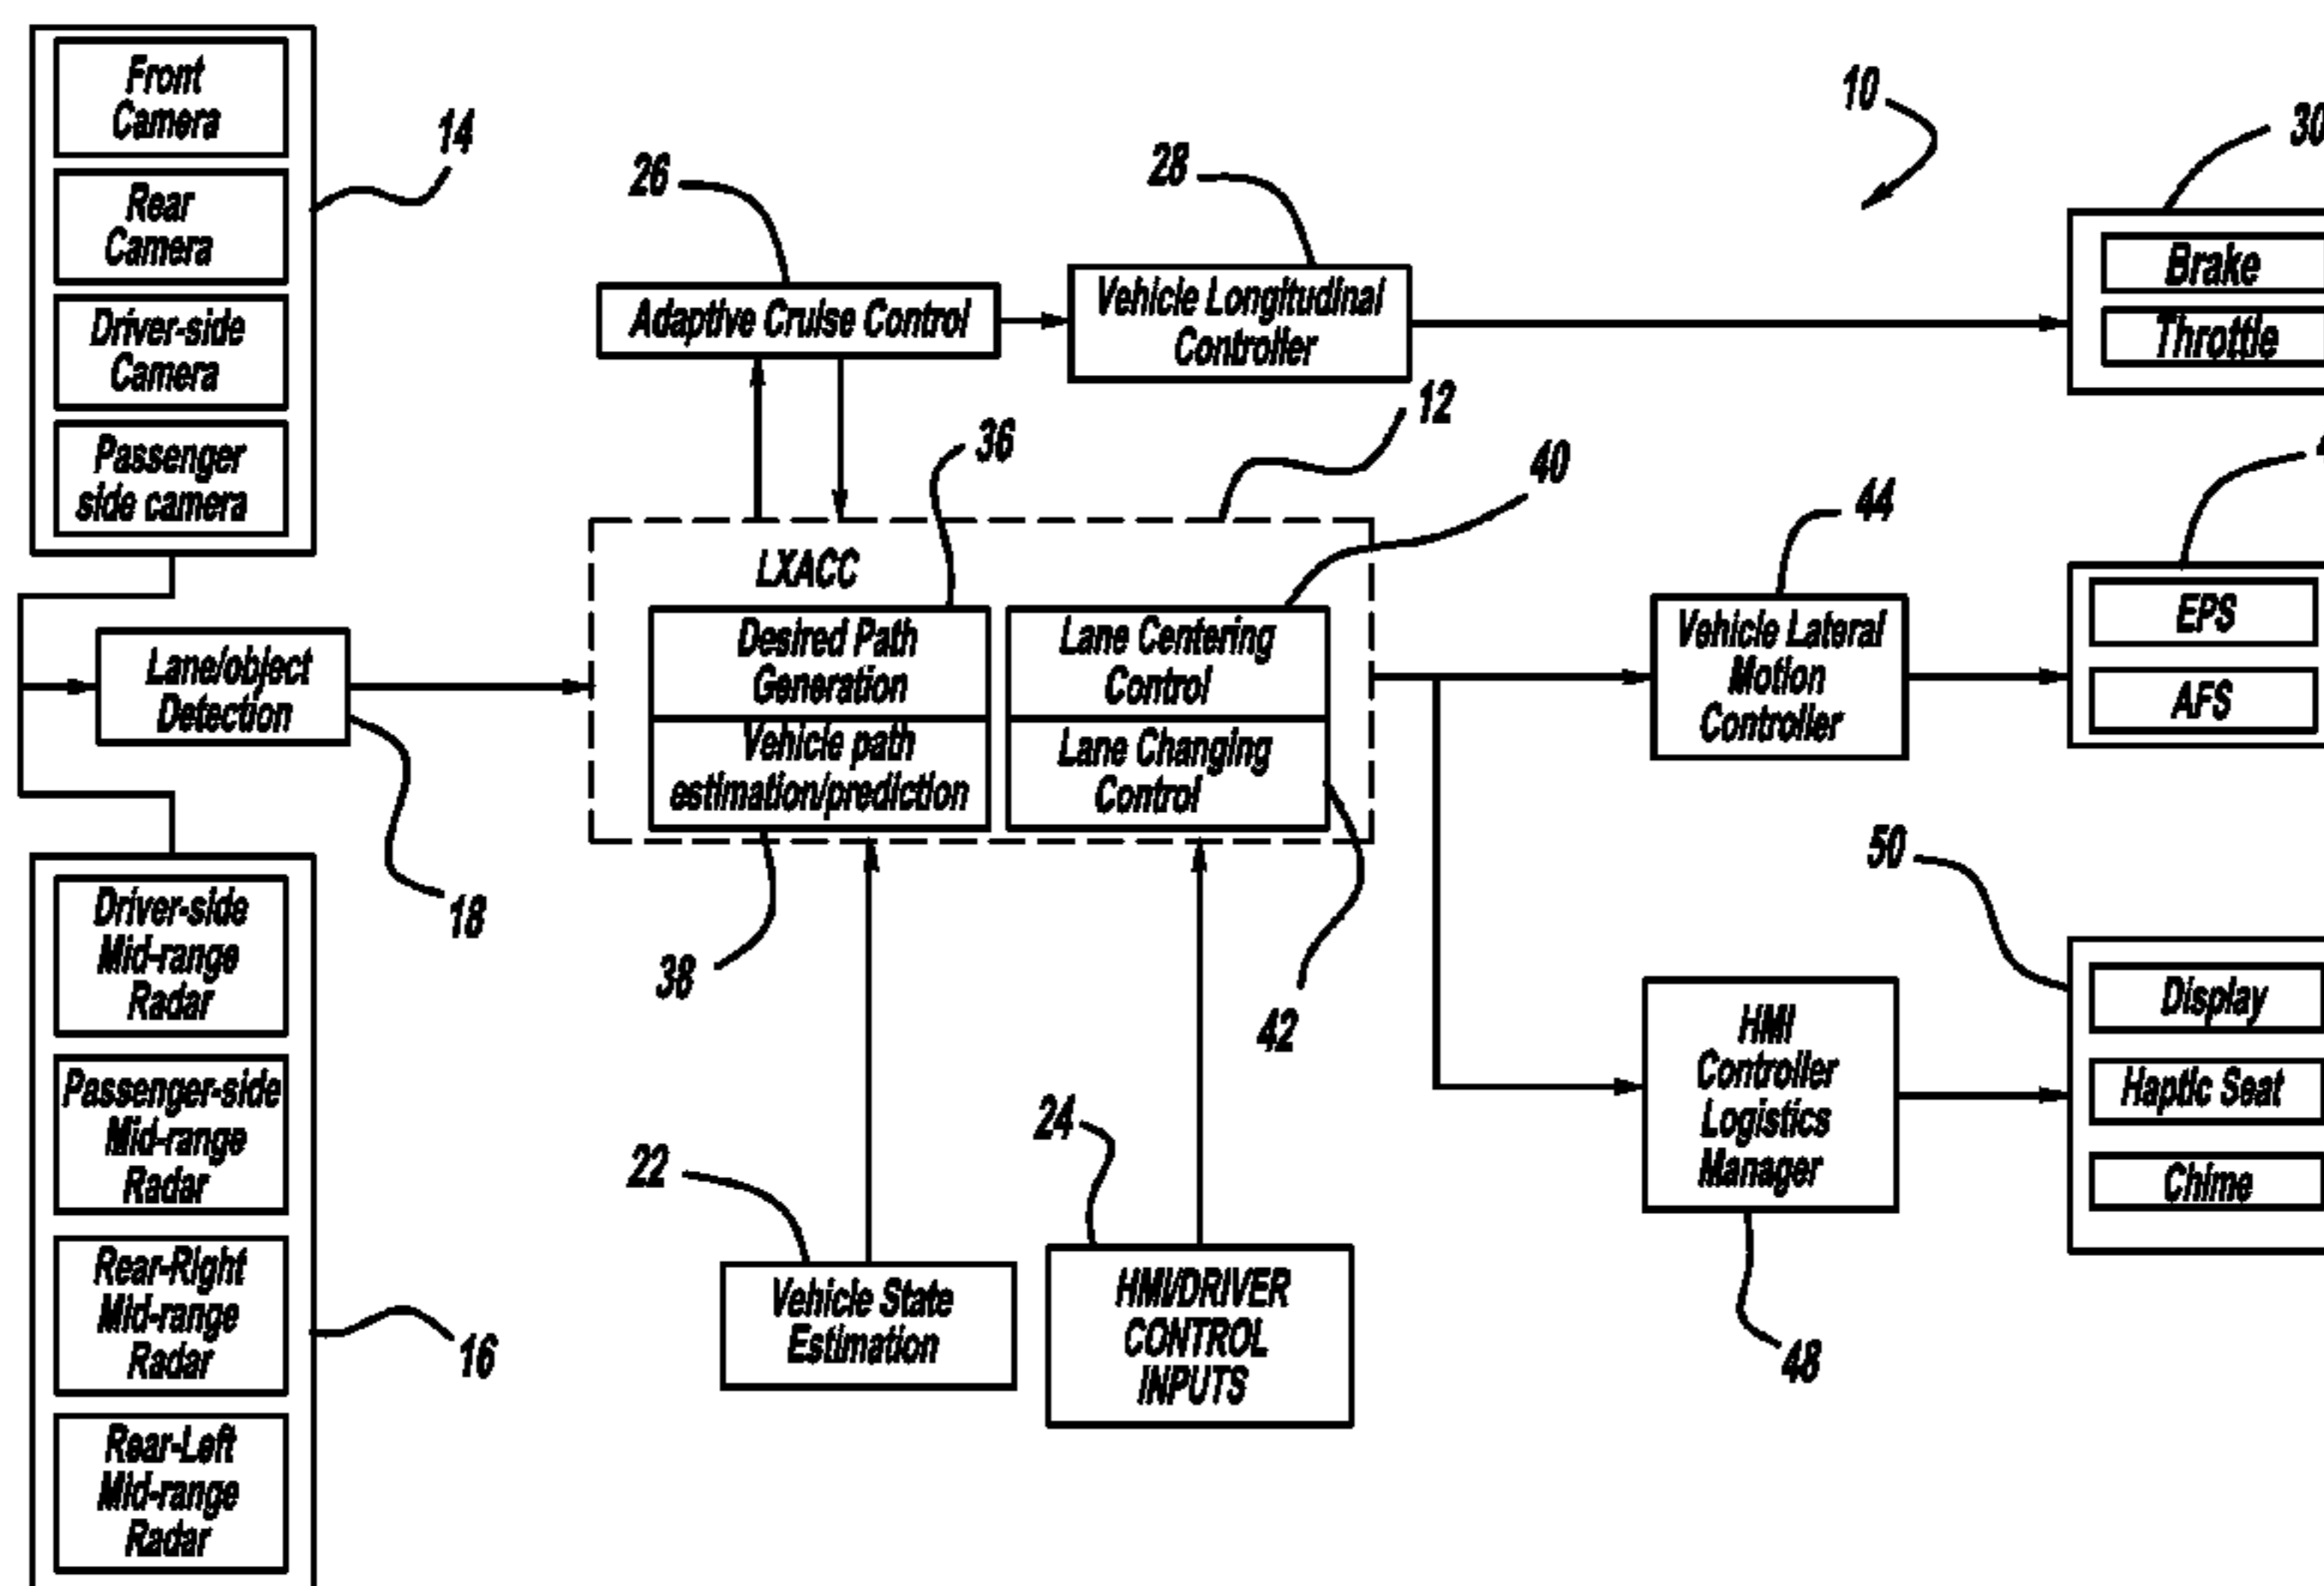 Front
Camera
Rear
Camera
Driver-side
Camera
Passenger
side camera
14
Lane/object
Detection
18
Driver-side
Mid-range
Radar
Passenger-side
Mid-range
Radar
Rear-Right
Mid-range
Radar
Rear-Left
Mid-range
Radar
16
26
Adaptive Cruise Control
28
Vehicle Longitudinal
Controller
10
30
Brake
Throttle
12
36
40
LXACC
Desired Path
Generation
Vehicle path
estimation/prediction
Lane Centering
Control
Lane Changing
Control
38
42
22
Vehicle State
Estimation
24
HMI/DRIVER
CONTROL
INPUTS
44
Vehicle Lateral
Motion
Controller
EPS
AFS
50
HMI
Controller
Logistics
Manager
48
Display
Haptic Seat
Chime